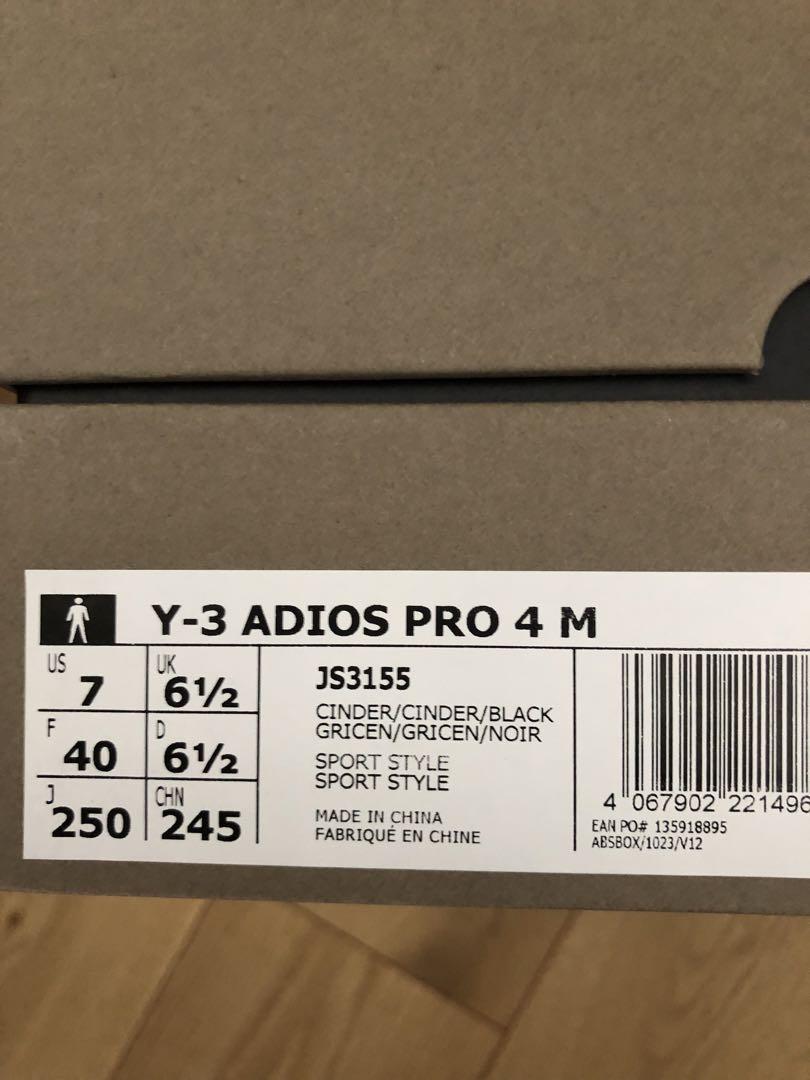 Y-3 ADIOS PRO 4 M
US 7 UK 6½
F 40 D 6½
J 250 CHN 245
JS3155
CINDER/CINDER/BLACK
GRICEN/GRICEN/NOIR
SPORT STYLE
SPORT STYLE
MADE IN CHINA
FABRIQUÉ EN CHINE
4 067902 221496
EAN PO# 135918895
ABSBOX/1023/V12